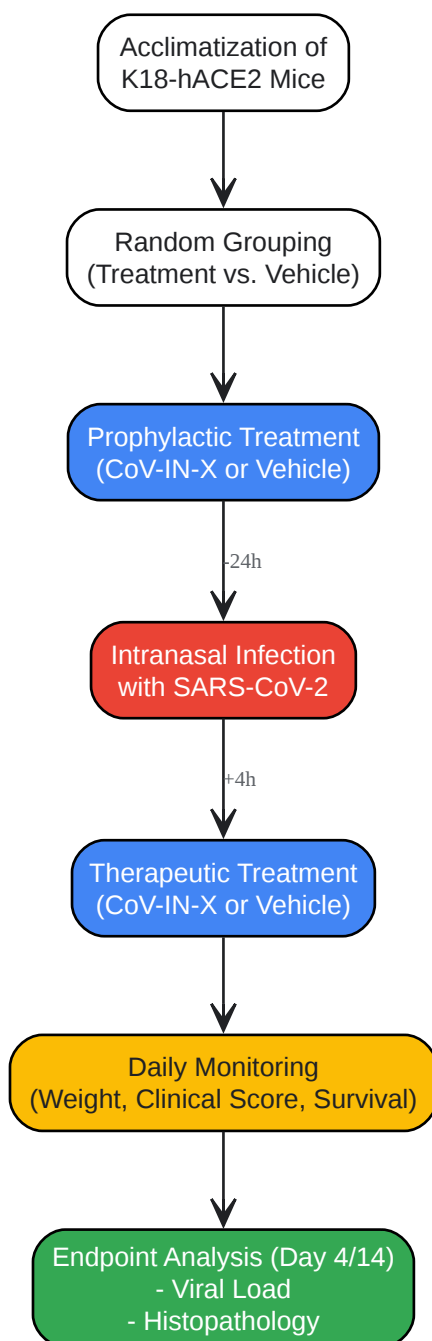 Acclimatization of
K18-hACE2 Mice
Random Grouping
(Treatment vs. Vehicle)
Prophylactic Treatment
(CoV-IN-X or Vehicle)
-24h
Intranasal Infection
with SARS-CoV-2
+4h
Therapeutic Treatment
(CoV-IN-X or Vehicle)
Daily Monitoring
(Weight, Clinical Score, Survival)
Endpoint Analysis (Day 4/14)
- Viral Load
- Histopathology